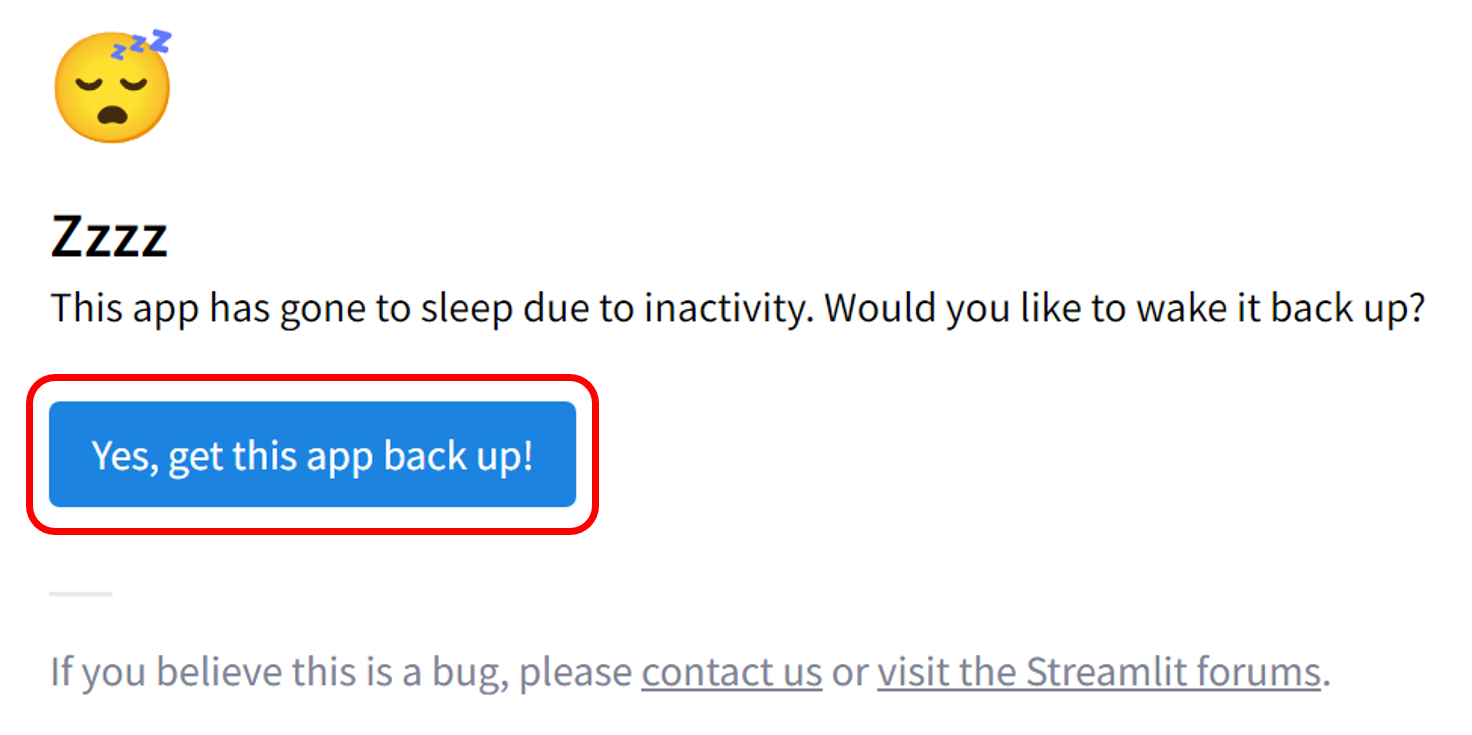 Zzzz
This app has gone to sleep due to inactivity. Would you like to wake it back up?
Yes, get this app back up!
If you believe this is a bug, please contact us or visit the Streamlit forums.